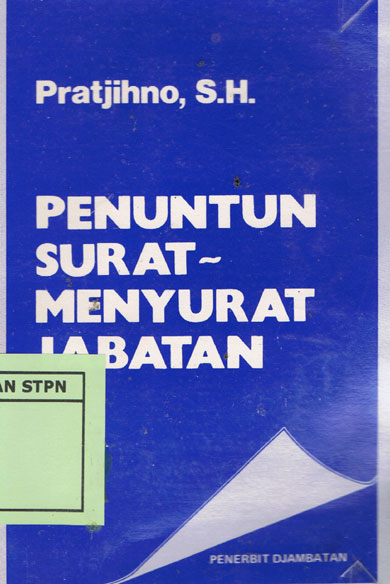 Pratjihno, S.H.
PENUNTUN
SURAT~
MENYURAT
JABATAN
AN STPN
PENERBIT DJAMBATAN